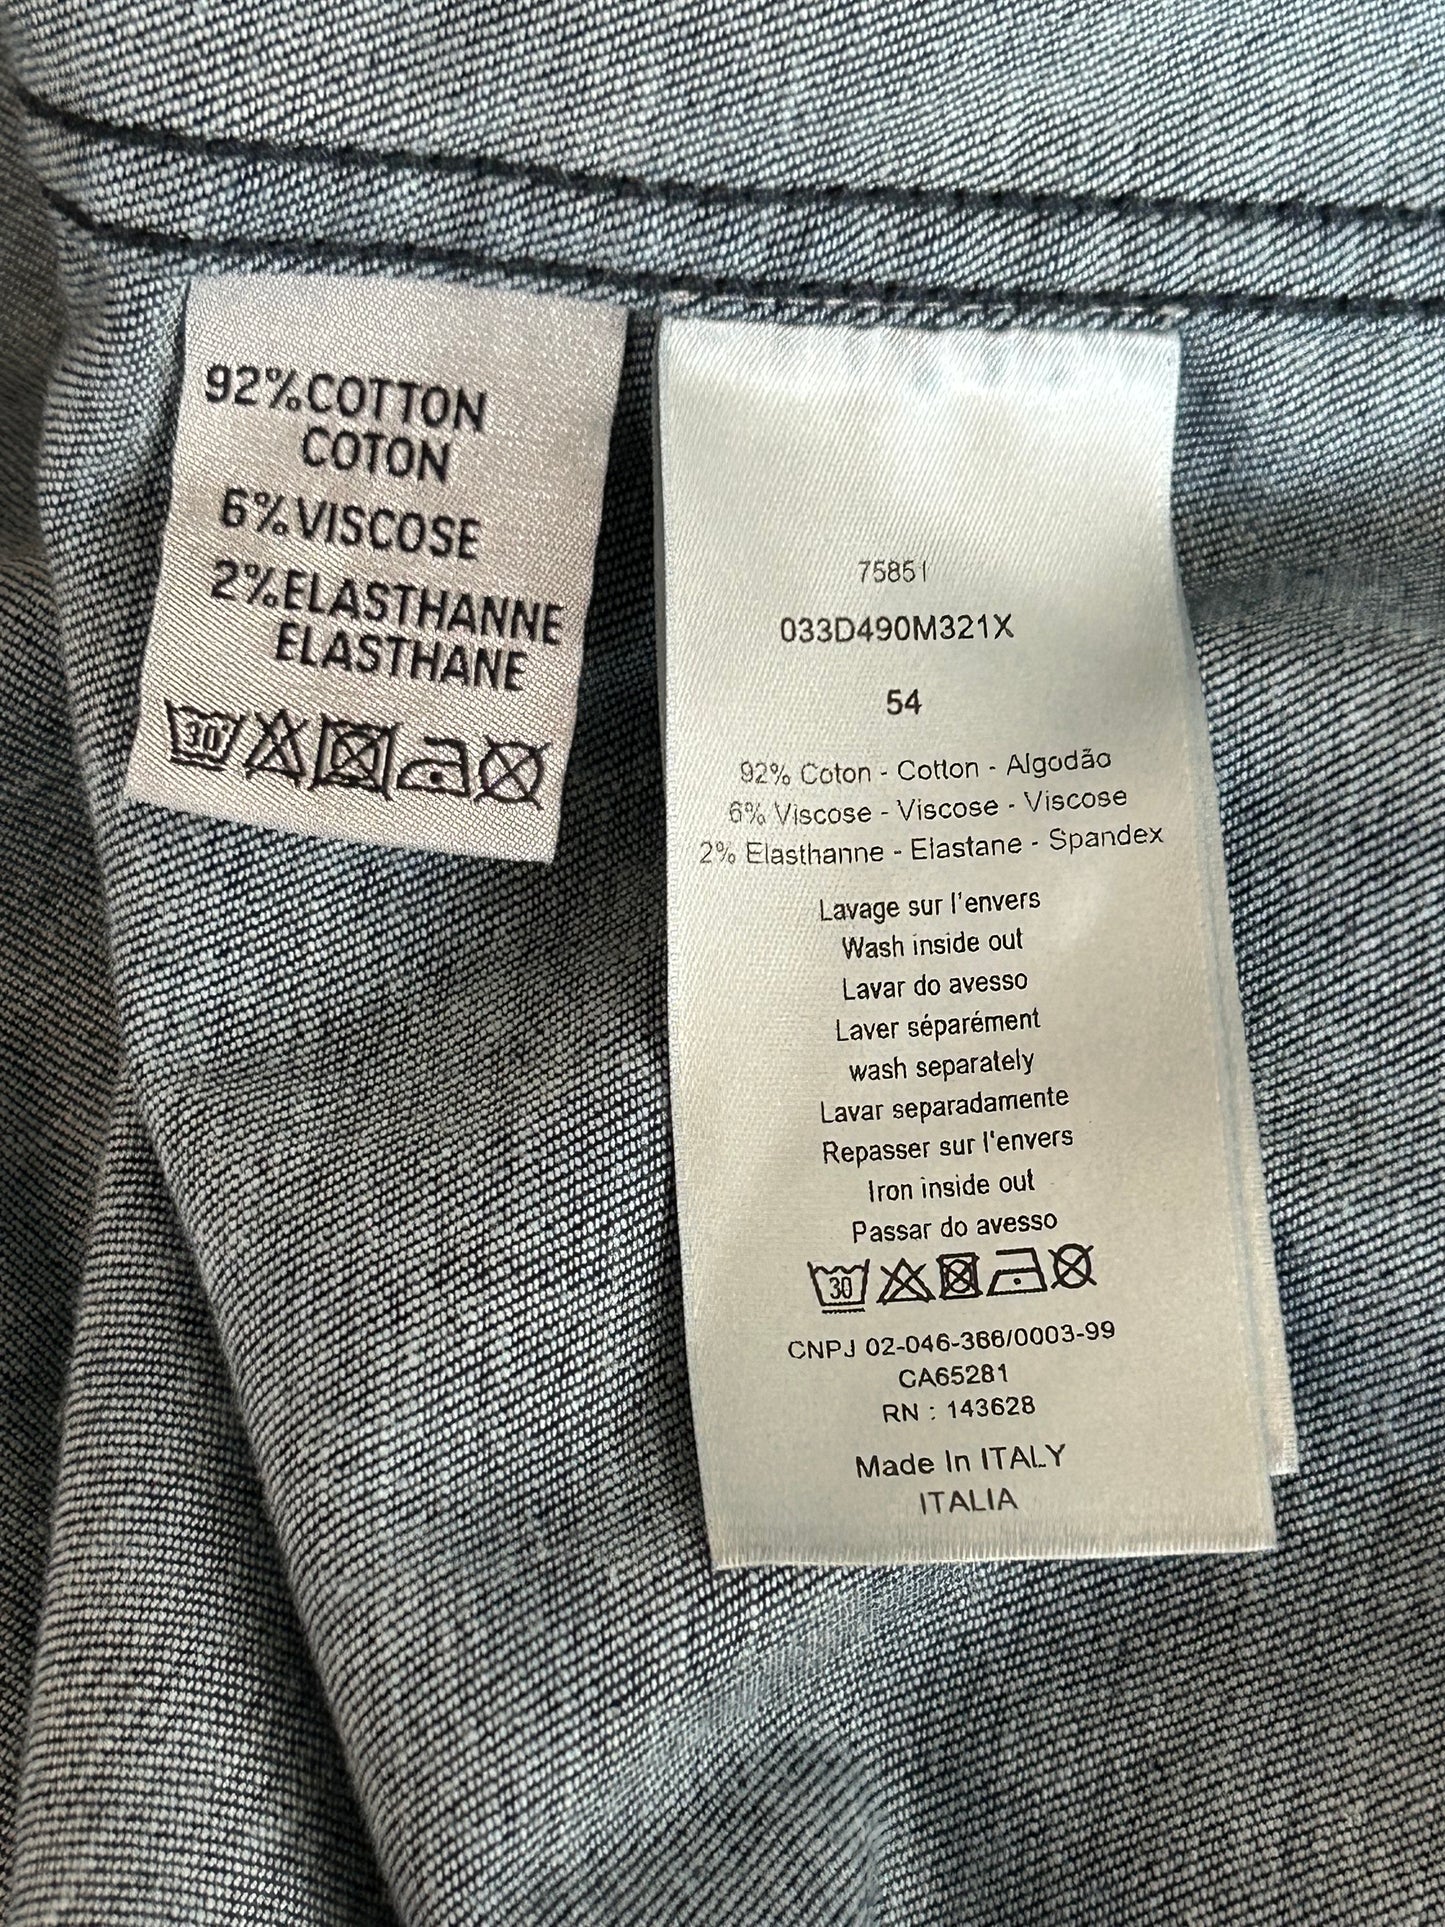 92%COTTON
COTON
6%VISCOSE
2%ELASTHANNE
ELASTHANE
30°
75851
033D490M321X
54
92% Coton - Cotton - Algodão
6% Viscose - Viscose - Viscose
2% Elasthanne - Elastane - Spandex
Lavage sur l'envers
Wash inside out
Lavar do avesso
Laver séparément
wash separately
Lavar separadamente
Repasser sur l'envers
Iron inside out
Passar do avesso
30
CNPJ 02-046-366/0003-99
CA65281
RN : 143628
Made In ITALY
ITALIA